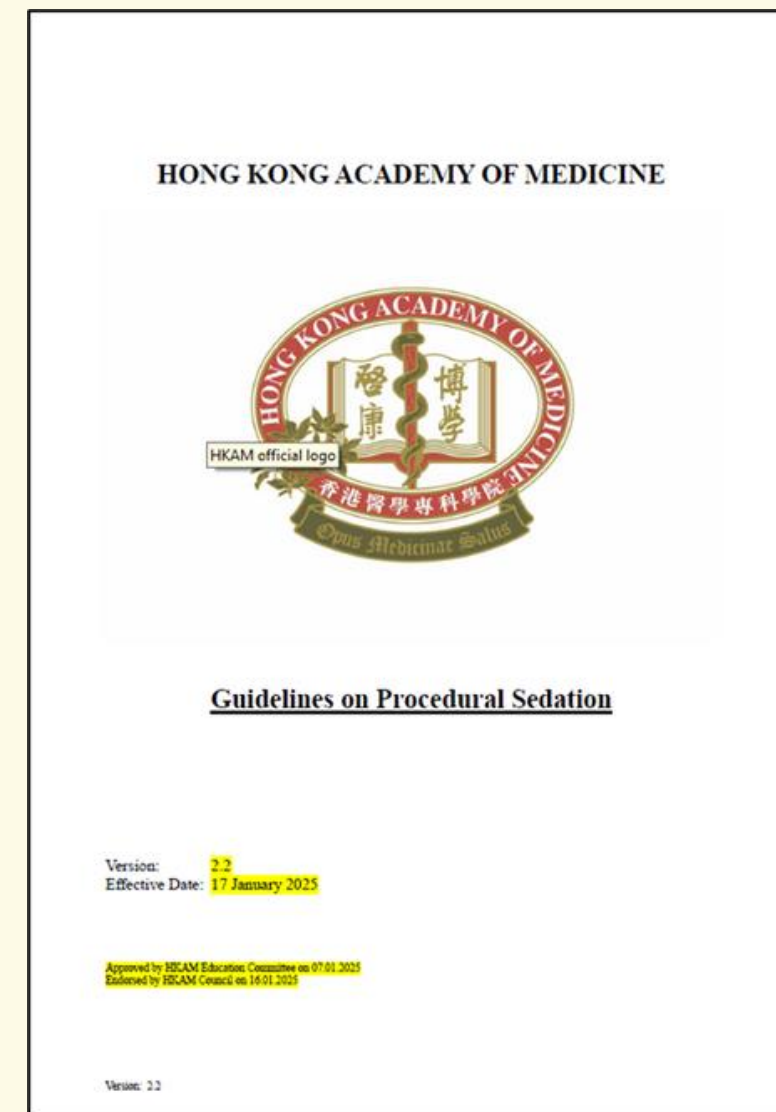 HONG KONG ACADEMY OF MEDICINE
HONG KONG ACADEMY OF MEDICINE
啓康
博學
HKAM official logo
香港醫學專科學院
Opus Medicinae Salus
Guidelines on Procedural Sedation
Version: 2.2
Effective Date: 17 January 2025
Approved by HKAM Education Committee on 07.01.2025
Endorsed by HKAM Council on 16.01.2025
Version: 2.2